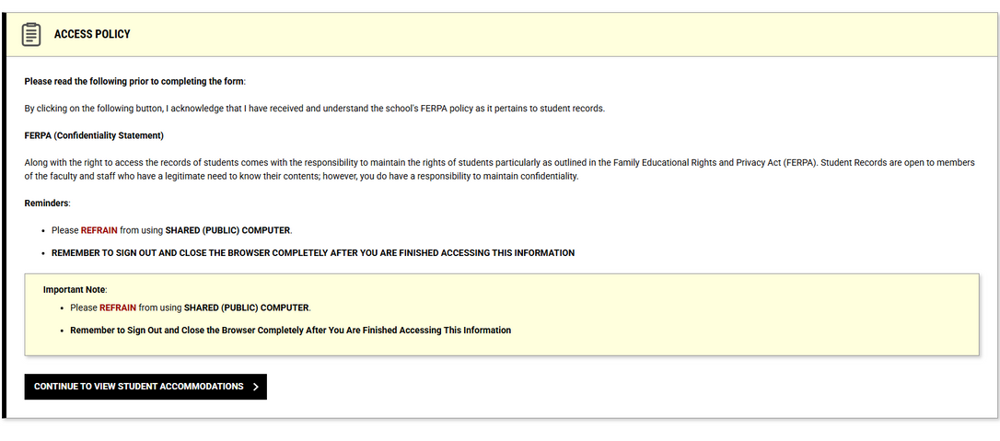 ACCESS POLICY
Please read the following prior to completing the form:
By clicking on the following button, I acknowledge that I have received and understand the school's FERPA policy as it pertains to student records.
FERPA (Confidentiality Statement)
Along with the right to access the records of students comes with the responsibility to maintain the rights of students particularly as outlined in the Family Educational Rights and Privacy Act (FERPA). Student Records are open to members
of the faculty and staff who have a legitimate need to know their contents; however, you do have a responsibility to maintain confidentiality.
Reminders:
• Please REFRAIN from using SHARED (PUBLIC) COMPUTER.
• REMEMBER TO SIGN OUT AND CLOSE THE BROWSER COMPLETELY AFTER YOU ARE FINISHED ACCESSING THIS INFORMATION
Important Note:
• Please REFRAIN from using SHARED (PUBLIC) COMPUTER.
• Remember to Sign Out and Close the Browser Completely After You Are Finished Accessing This Information
CONTINUE TO VIEW STUDENT ACCOMMODATIONS